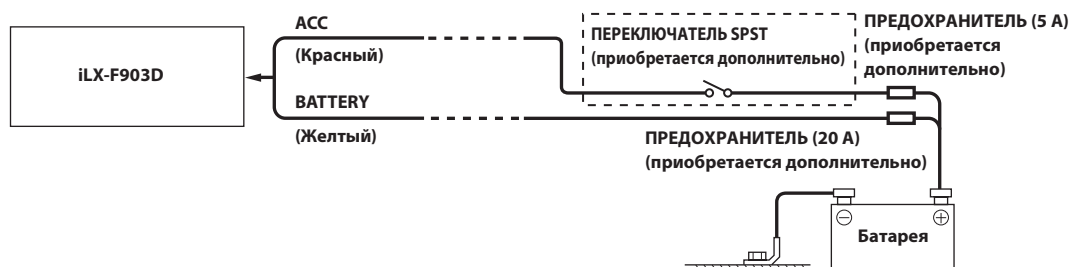 ACC
(Красный)
ПЕРЕКЛЮЧАТЕЛЬ SPST
(приобретается дополнительно)
ПРЕДОХРАНИТЕЛЬ (5 А)
(приобретается
дополнительно)
iLX-F903D
BATTERY
(Желтый)
ПРЕДОХРАНИТЕЛЬ (20 А)
(приобретается дополнительно)
Батарея